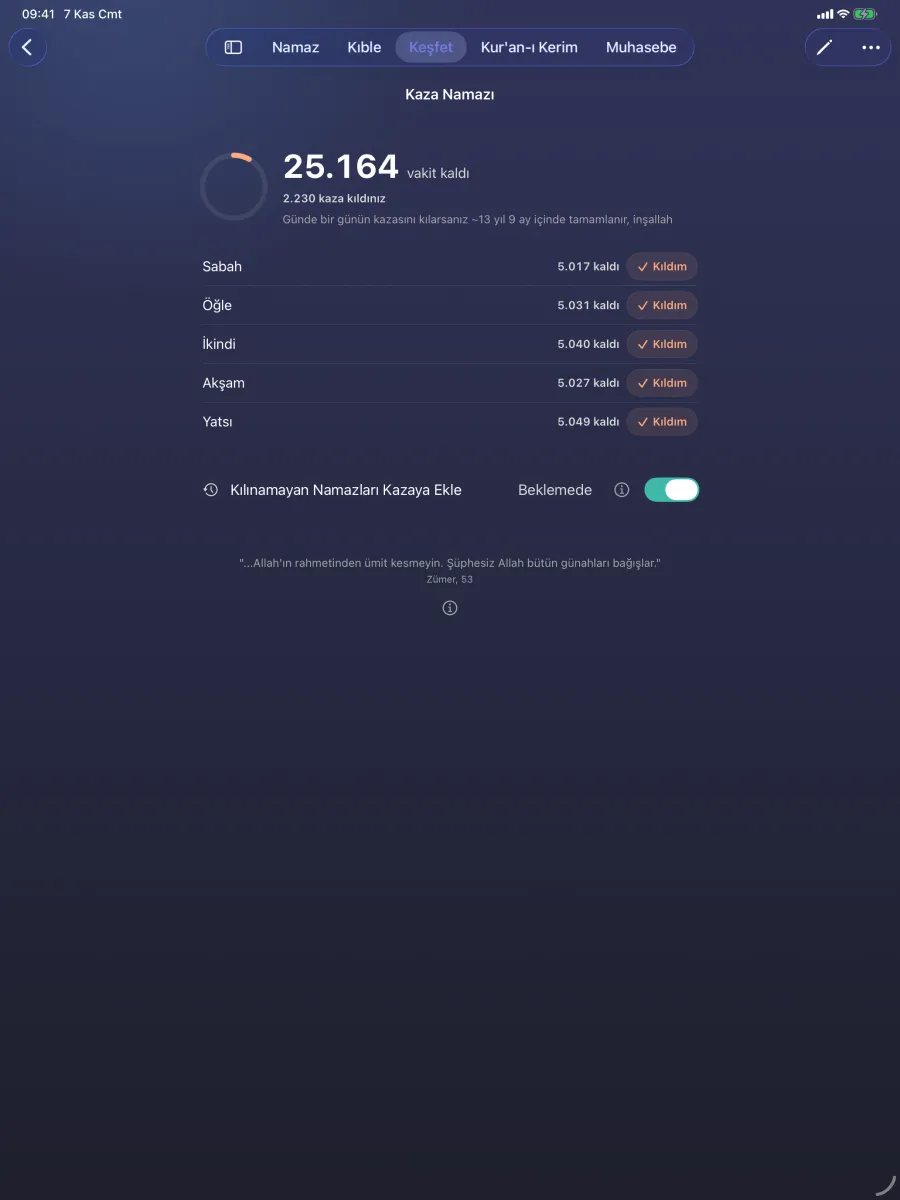 09:41 7 Kas Cmt
Namaz Kıble Keşfet Kur'an-ı Kerim Muhasebe
Kaza Namazı
25.164 vakit kaldı
2.230 kaza kıldınız
Günde bir günün kazasını kılarsanız ~13 yıl 9 ay içinde tamamlanır, inşallah
Sabah 5.017 kaldı Kıldım
Öğle 5.031 kaldı Kıldım
İkindi 5.040 kaldı Kıldım
Akşam 5.027 kaldı Kıldım
Yatsı 5.049 kaldı Kıldım
Kılınamayan Namazları Kazaya Ekle Beklemede
"...Allah'ın rahmetinden ümit kesmeyin. Şüphesiz Allah bütün günahları bağışlar."
Zümer, 53